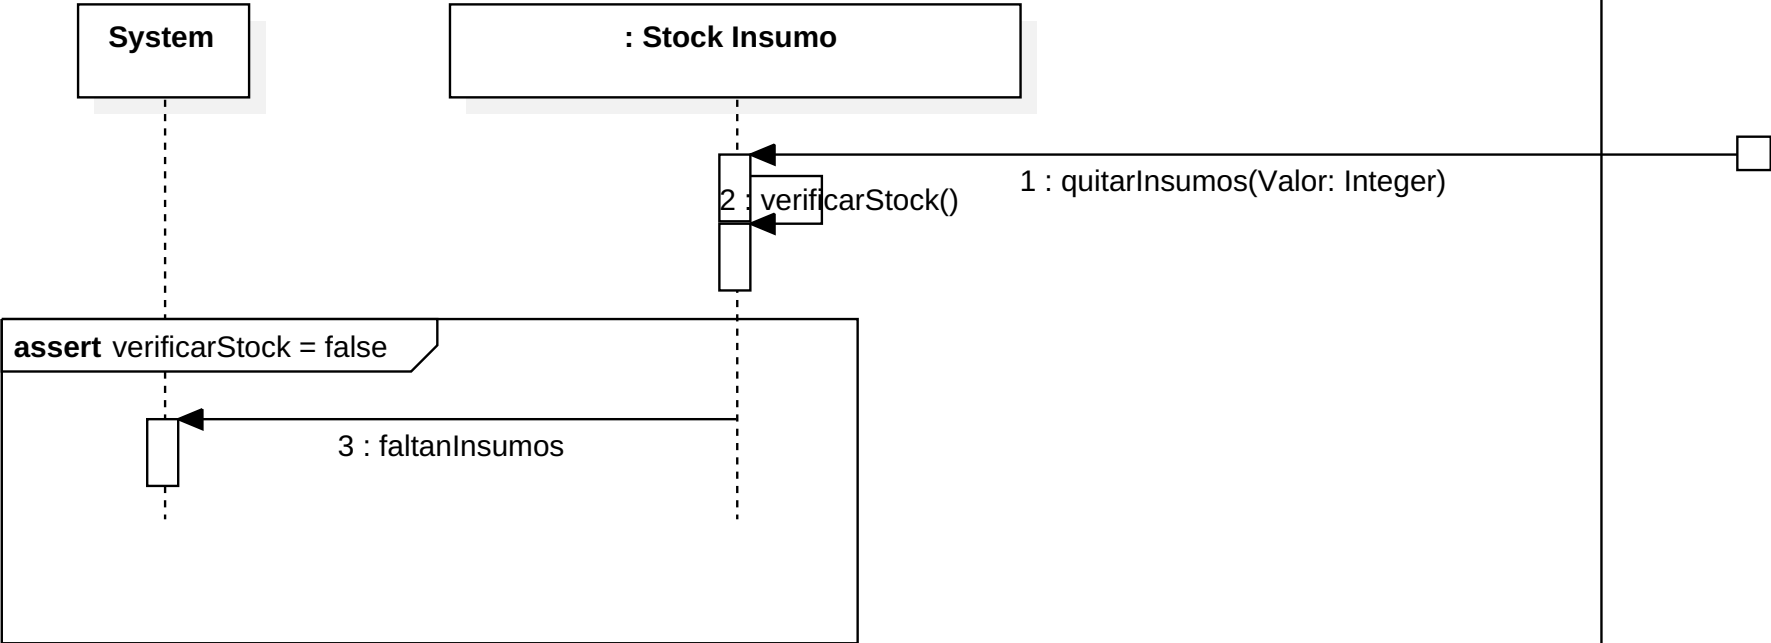 System
: Stock Insumo
1 : quitarInsumos(Valor: Integer)
2 : verificarStock()
assert verificarStock = false
3 : faltanInsumos